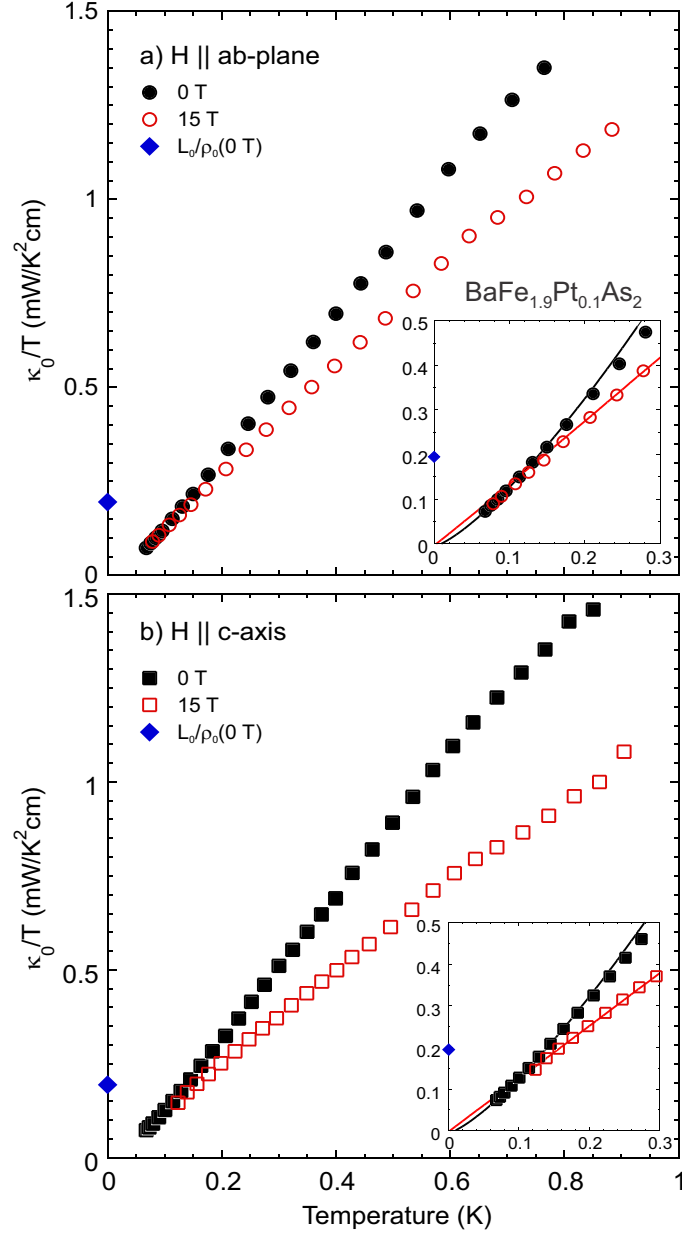 1.5
a) H || ab-plane
0 T
15 T
L₀/ρ₀(0 T)
1
κ₀/T (mW/K²cm)
BaFe₁.₉Pt₀.₁As₂
0.5
0.5
0.4
0.3
0.2
0.1
0
0 0.1 0.2 0.3
0
1.5
b) H || c-axis
0 T
15 T
L₀/ρ₀(0 T)
1
κ₀/T (mW/K²cm)
0.5
0.5
0.4
0.3
0.2
0.1
0
0 0.1 0.2 0.3
0
0 0.2 0.4 0.6 0.8 1
Temperature (K)